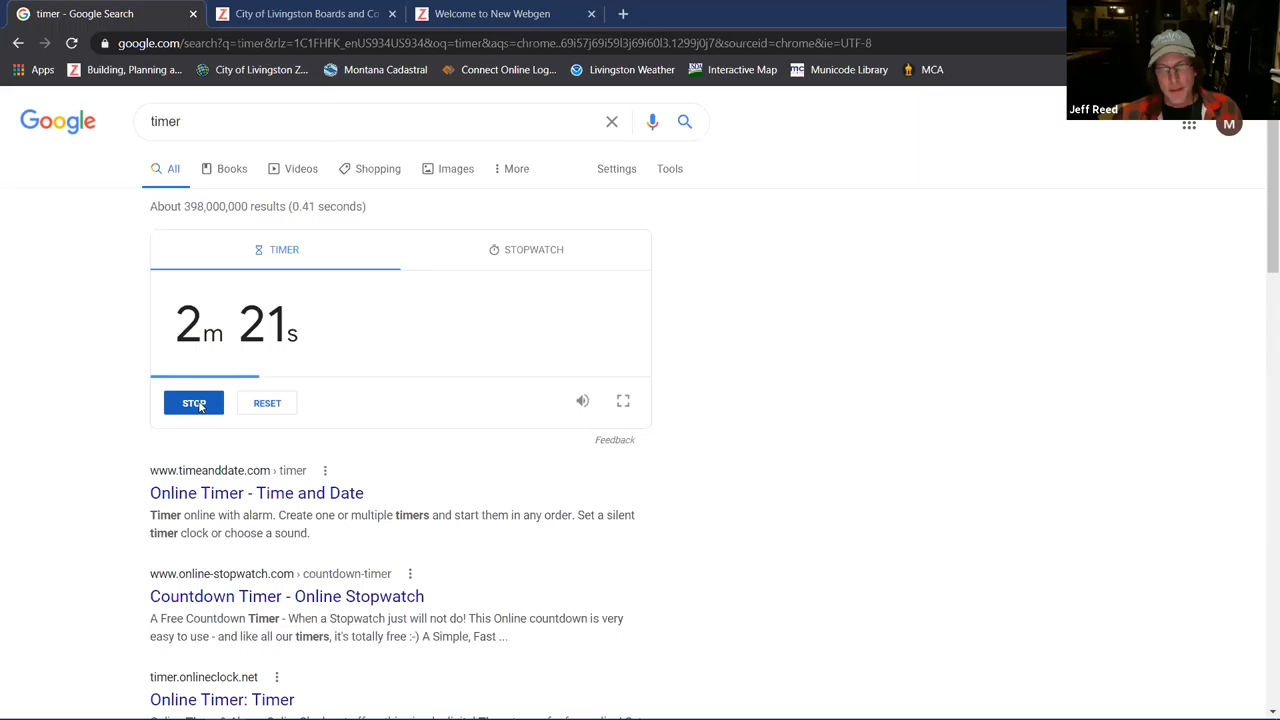 timer - Google Search
City of Livingston Boards and Co
Welcome to New Webgen
google.com/search?q=timer&rlz=1C1FHFK_enUS934US934&oq=timer&aqs=chrome.69i57j69i59l3j69i60l3.1799j0j7&sourceid=chrome&ie=UTF-8
Apps
Building, Planning a...
City of Livingston Z...
Montana Cadastral
Comcate Online Log...
Livingston Weather
Interactive Map
Municode Library
MCA
Jeff Reed
Google
timer
M
All
Books
Videos
Shopping
Images
More
Settings
Tools
About 398,000,000 results (0.41 seconds)
TIMER
STOPWATCH
2m 21s
STOP
RESET
Feedback
www.timeanddate.com › timer
Online Timer - Time and Date
Timer online with alarm. Create one or multiple timers and start them in any order. Set a silent
timer clock or choose a sound.
www.online-stopwatch.com › countdown-timer
Countdown Timer - Online Stopwatch
A Free Countdown Timer - When a Stopwatch just will not do! This Online countdown is very
easy to use - and like all our timers, it's totally free :-) A Simple, Fast ...
timer.onlineclock.net
Online Timer: Timer